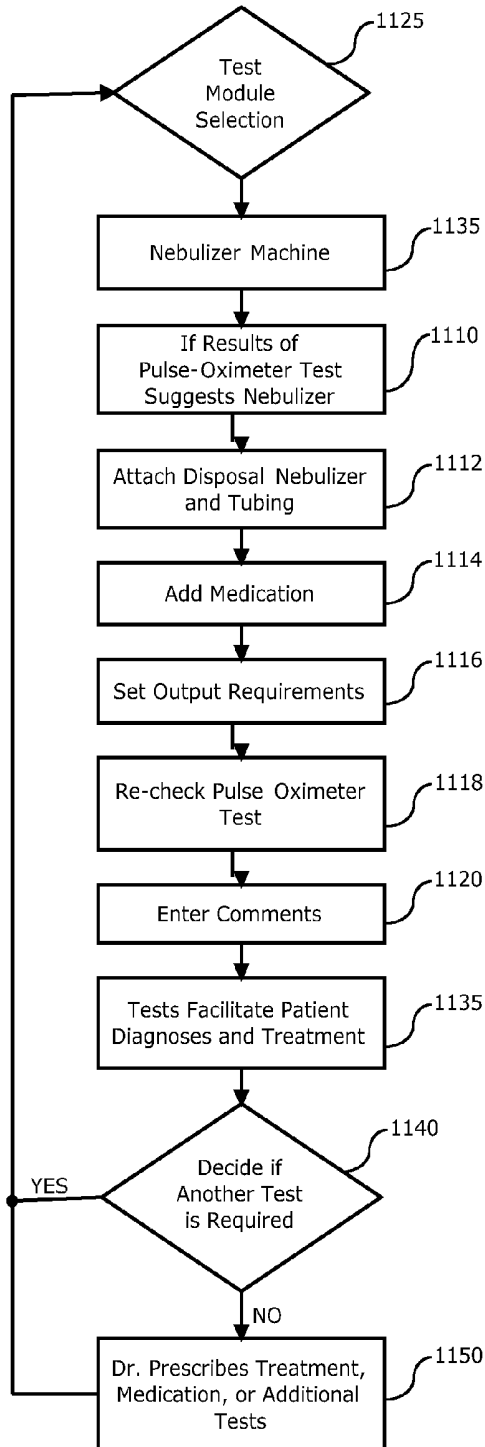 1125
Test
Module
Selection
1135
Nebulizer Machine
1110
If Results of
Pulse-Oximeter Test
Suggests Nebulizer
1112
Attach Disposal Nebulizer
and Tubing
1114
Add Medication
1116
Set Output Requirements
1118
Re-check Pulse Oximeter
Test
1120
Enter Comments
1135
Tests Facilitate Patient
Diagnoses and Treatment
1140
Decide if
Another Test
is Required
YES
NO
1150
Dr. Prescribes Treatment,
Medication, or Additional
Tests